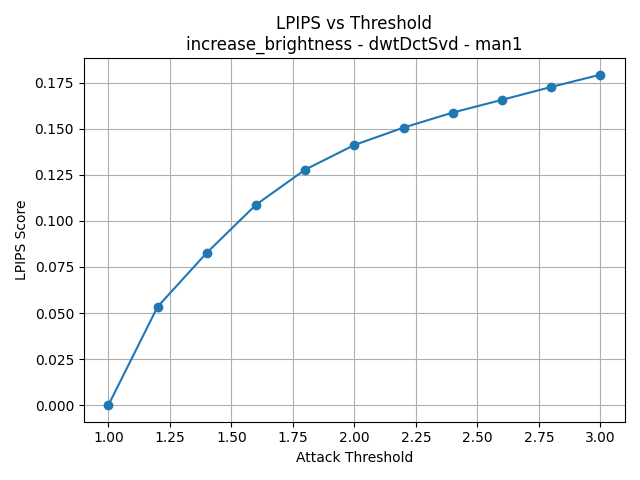 LPIPS vs Threshold
increase_brightness - dwtDctSvd - man1
LPIPS Score
0.175
0.150
0.125
0.100
0.075
0.050
0.025
0.000
1.00 1.25 1.50 1.75 2.00 2.25 2.50 2.75 3.00
Attack Threshold